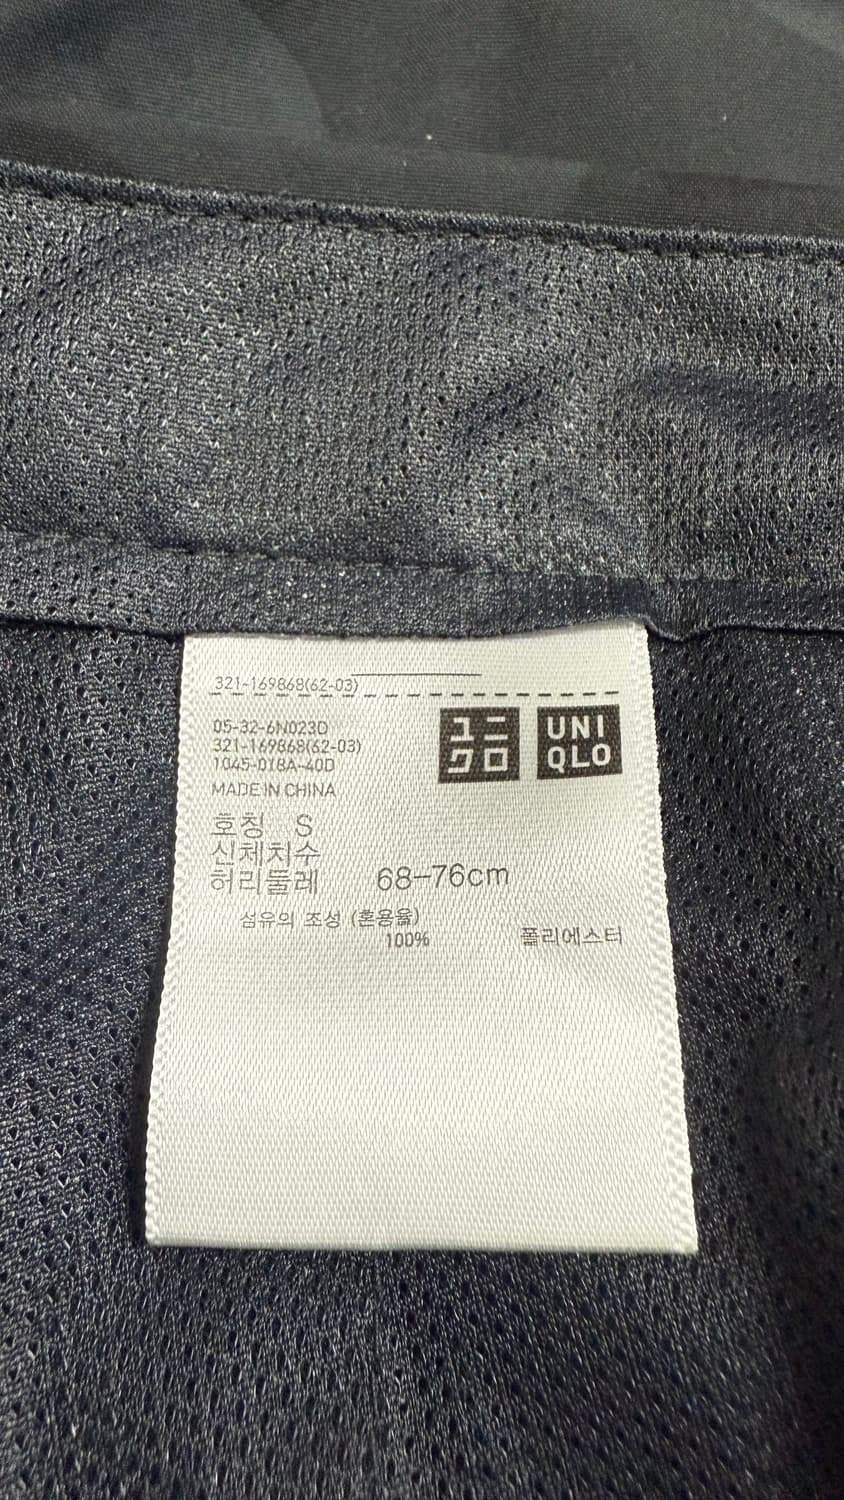 321-169868(62-03)
05-32-6N023D
321-169868(62-03)
1045-018A-40D
MADE IN CHINA
ユニ
クロ
UNI
QLO
호칭 S
신체치수
허리둘레 68-76cm
섬유의 조성 (혼용율)
100% 폴리에스터